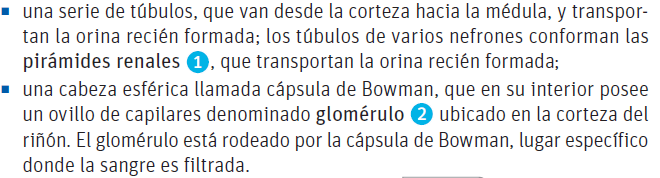 ▪ una serie de túbulos, que van desde la corteza hacia la médula, y transpor-
tan la orina recién formada; los túbulos de varios nefrones conforman las
pirámides renales 1, que transportan la orina recién formada;
▪ una cabeza esférica llamada cápsula de Bowman, que en su interior posee
un ovillo de capilares denominado glomérulo 2 ubicado en la corteza del
riñón. El glomérulo está rodeado por la cápsula de Bowman, lugar específico
donde la sangre es filtrada.